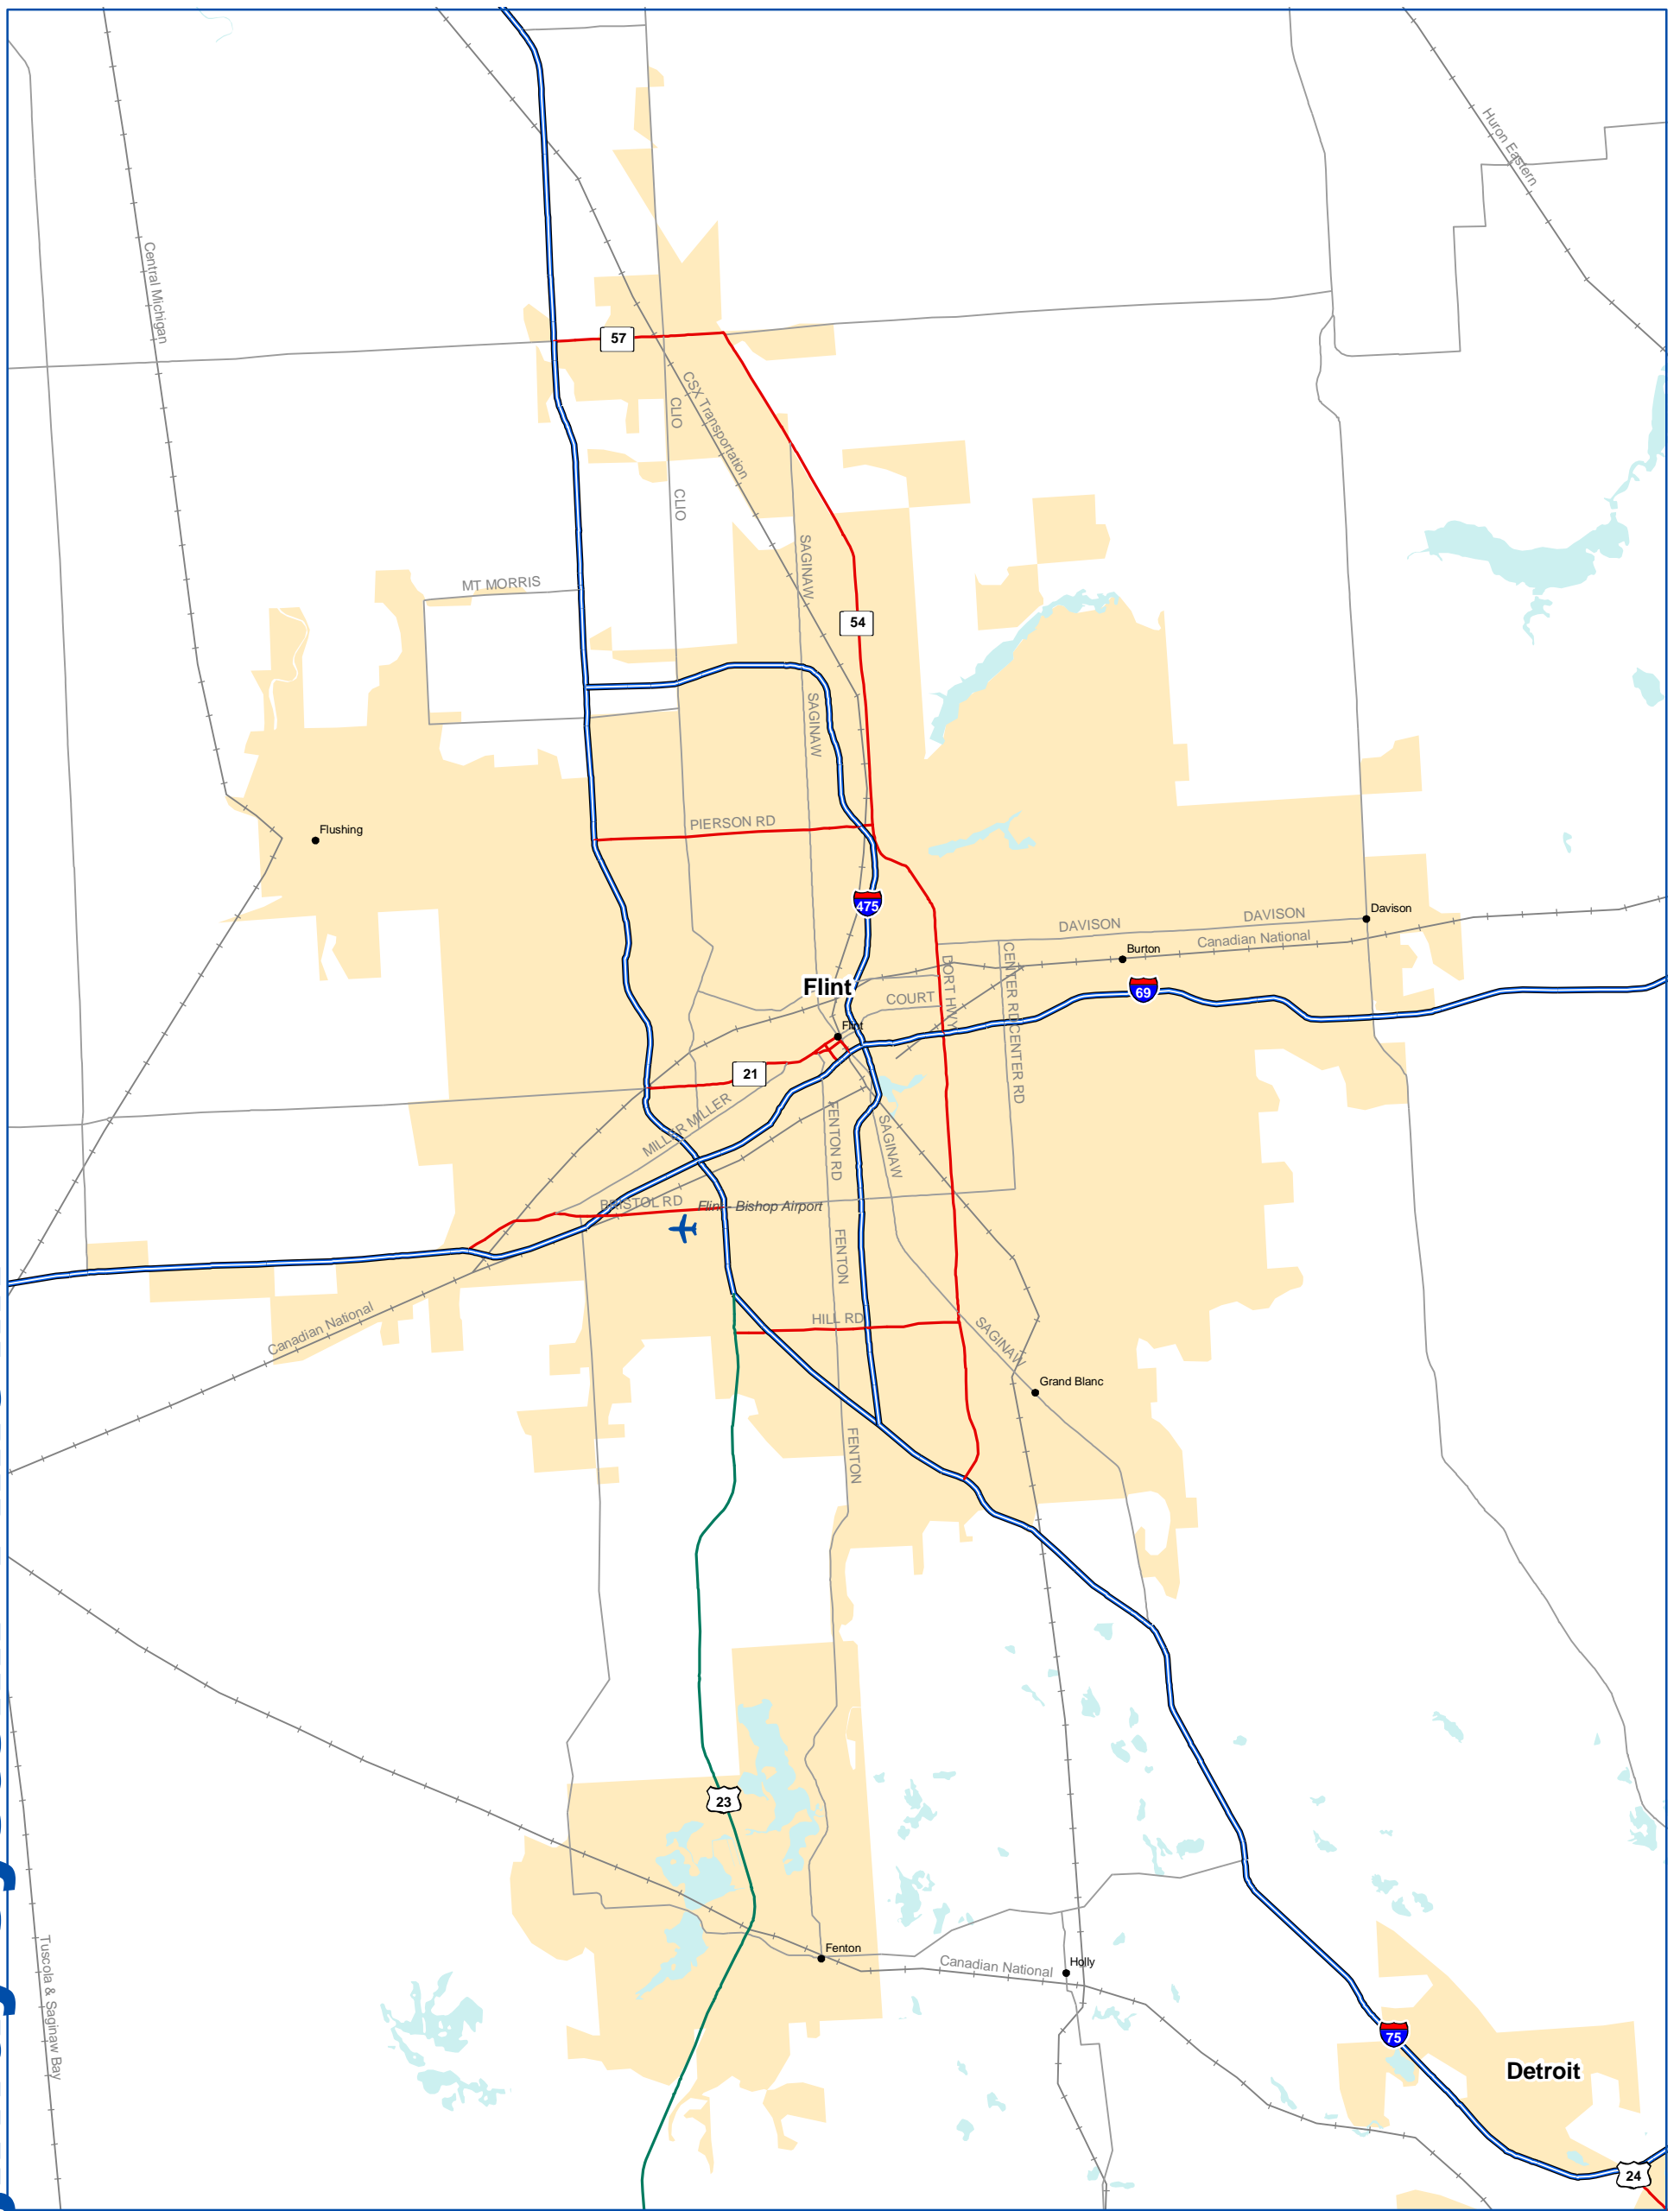 Huron Eastern
Central Michigan
57
CLIO
CSX Transportation
CLIO
SAGINAW
MT MORRIS
54
SAGINAW
PIERSON RD
Flushing
475
DAVISON
DAVISON
Davison
Canadian National
Burton
CENTER RD
DORT HWY
Flint
69
COURT
Flint
CENTER RD
21
MILLER
MILLER
FENTON RD
SAGINAW
BRISTOL RD
Flint - Bishop Airport
FENTON
Canadian National
HILL RD
SAGINAW
Grand Blanc
FENTON
23
Fenton
Canadian National
Holly
Tuscola & Saginaw Bay
75
Detroit
24